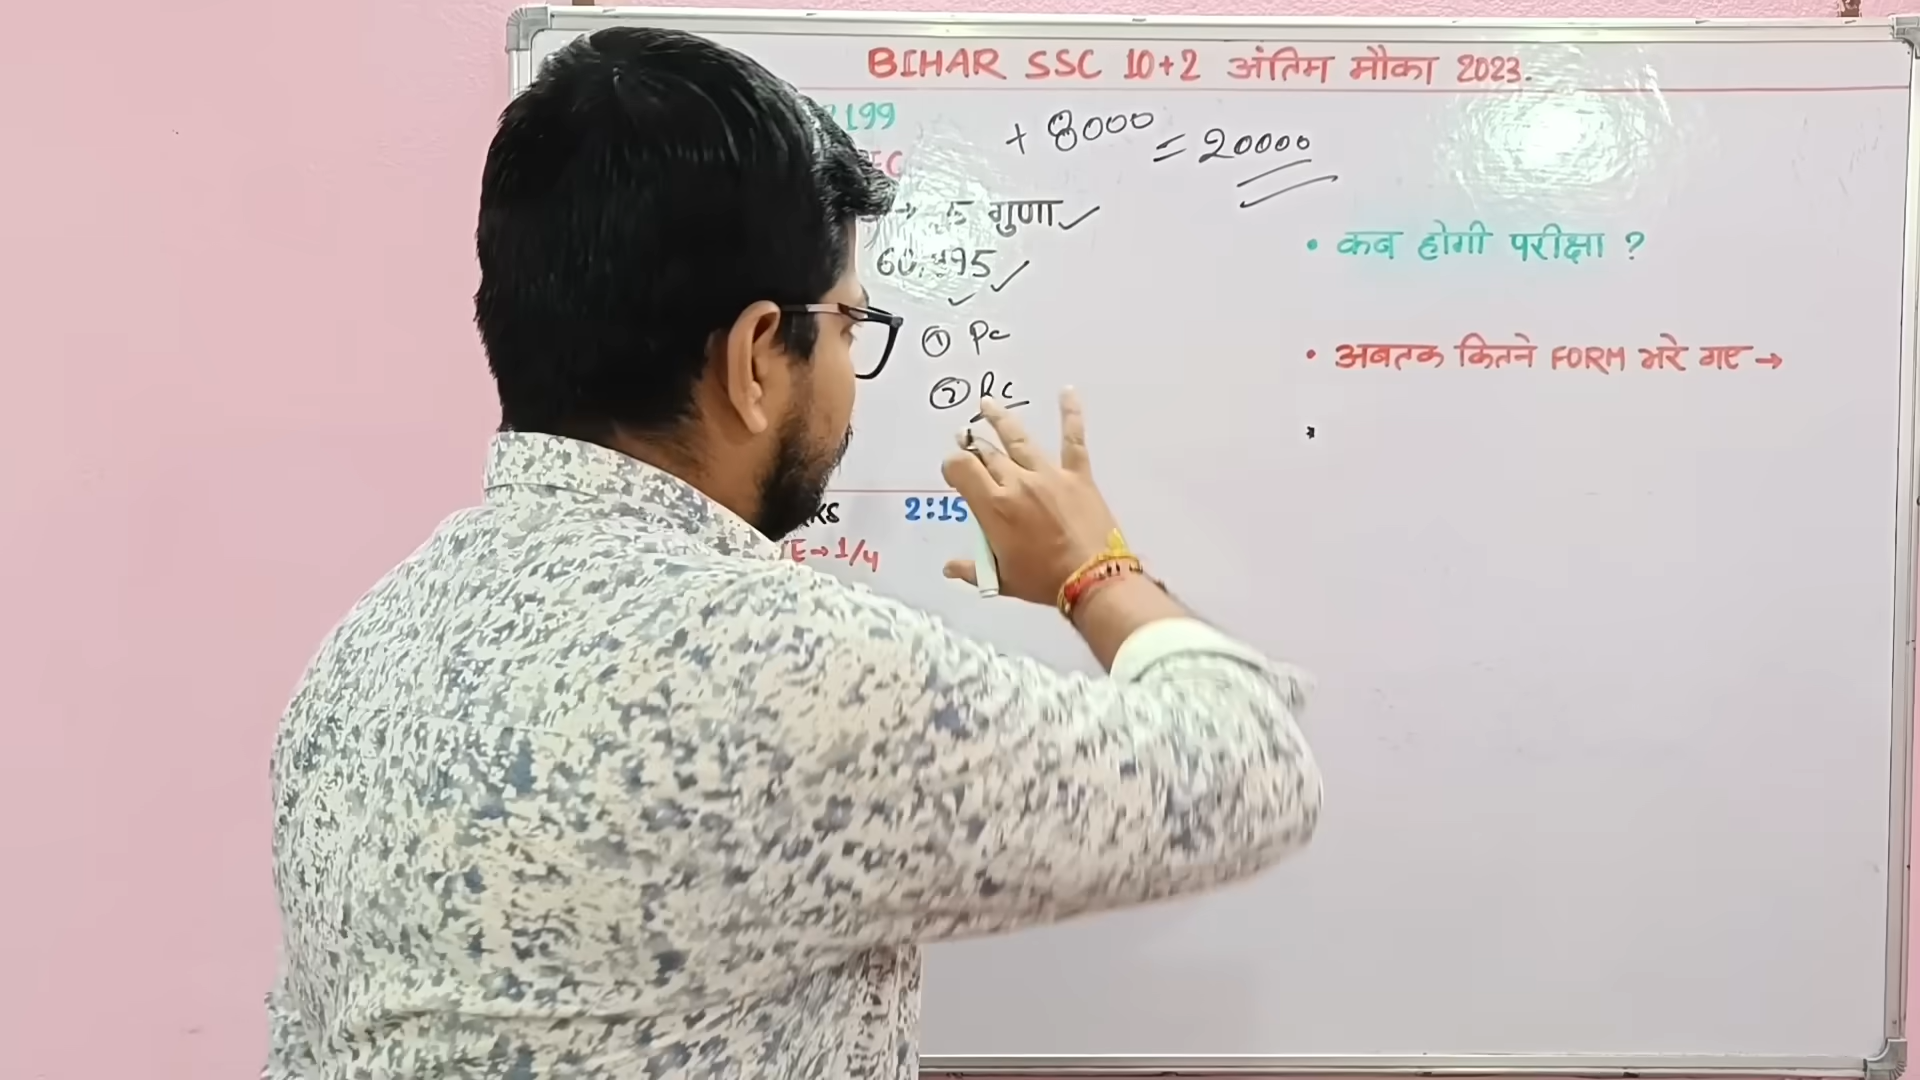 BIHAR SSC 10+2 अंतिम मौका 2023.
199
+ 8000 = 20000
→ 5 गुणा ✓
① Pc
② Rc
2:15
→ 1/4
• कब होगी परीक्षा ?
• अबतक कितने FORM भरे गए →